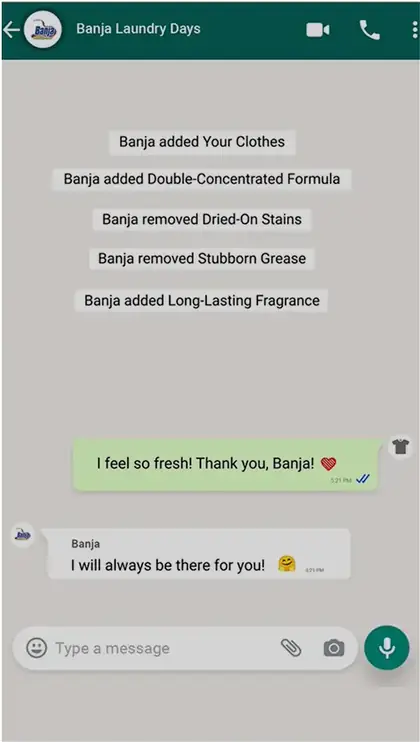 Banja
Banja Laundry Days
Banja added Your Clothes
Banja added Double-Concentrated Formula
Banja removed Dried-On Stains
Banja removed Stubborn Grease
Banja added Long-Lasting Fragrance
I feel so fresh! Thank you, Banja!
Banja
I will always be there for you!
Type a message